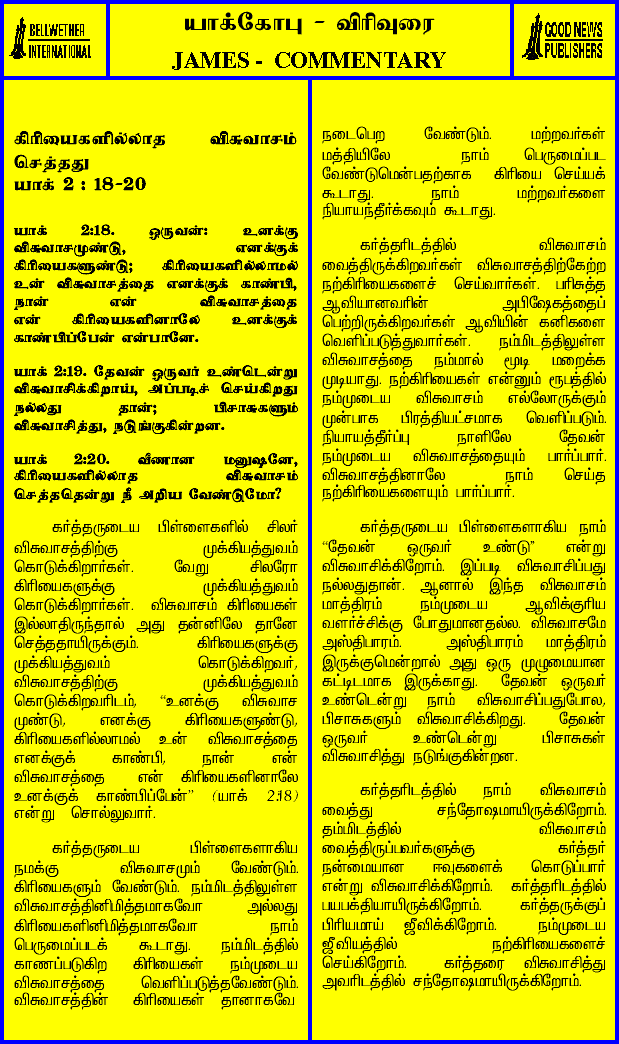 BELLWETHER
INTERNATIONAL
யாக்கோபு - விரிவுரை
JAMES - COMMENTARY
GOOD NEWS
PUBLISHERS
கிரியைகளில்லாத விசுவாசம்
செத்தது
யாக் 2 : 18-20
யாக் 2:18. ஒருவன்: உனக்கு
விசுவாசமுண்டு, எனக்குக்
கிரியைகளுண்டு; கிரியைகளில்லாமல்
உன் விசுவாசத்தை எனக்குக் காண்பி,
நான் என் விசுவாசத்தை
என் கிரியைகளினாலே உனக்குக்
காண்பிப்பேன் என்பானே.
யாக் 2:19. தேவன் ஒருவர் உண்டென்று
விசுவாசிக்கிறாய், அப்படிச் செய்கிறது
நல்லது தான்; பிசாசுகளும்
விசுவாசித்து, நடுங்குகின்றன.
யாக் 2:20. வீணான மனுஷனே,
கிரியைகளில்லாத விசுவாசம்
செத்ததென்று நீ அறிய வேண்டுமோ?
கர்த்தருடைய பிள்ளைகளில் சிலர்
விசுவாசத்திற்கு முக்கியத்துவம்
கொடுக்கிறார்கள். வேறு சிலரோ
கிரியைகளுக்கு முக்கியத்துவம்
கொடுக்கிறார்கள். விசுவாசம் கிரியைகள்
இல்லாதிருந்தால் அது தன்னிலே தானே
செத்ததாயிருக்கும். கிரியைகளுக்கு
முக்கியத்துவம் கொடுக்கிறவர்,
விசுவாசத்திற்கு முக்கியத்துவம்
கொடுக்கிறவரிடம், “உனக்கு விசுவாச
முண்டு, எனக்கு கிரியைகளுண்டு,
கிரியைகளில்லாமல் உன் விசுவாசத்தை
எனக்குக் காண்பி, நான் என்
விசுவாசத்தை என் கிரியைகளினாலே
உனக்குக் காண்பிப்பேன்” (யாக் 2:18)
என்று சொல்லுவார்.
கர்த்தருடைய பிள்ளைகளாகிய
நமக்கு விசுவாசமும் வேண்டும்.
கிரியைகளும் வேண்டும். நம்மிடத்திலுள்ள
விசுவாசத்தினிமித்தமாகவோ அல்லது
கிரியைகளினிமித்தமாகவோ நாம்
பெருமைப்படக் கூடாது. நம்மிடத்தில்
காணப்படுகிற கிரியைகள் நம்முடைய
விசுவாசத்தை வெளிப்படுத்தவேண்டும்.
விசுவாசத்தின் கிரியைகள் தானாகவே
நடைபெற வேண்டும். மற்றவர்கள்
மத்தியிலே நாம் பெருமைப்பட
வேண்டுமென்பதற்காக கிரியை செய்யக்
கூடாது. நாம் மற்றவர்களை
நியாயந்தீர்க்கவும் கூடாது.
கர்த்தரிடத்தில் விசுவாசம்
வைத்திருக்கிறவர்கள் விசுவாசத்திற்கேற்ற
நற்கிரியைகளைச் செய்வார்கள். பரிசுத்த
ஆவியானவரின் அபிஷேகத்தைப்
பெற்றிருக்கிறவர்கள் ஆவியின் கனிகளை
வெளிப்படுத்துவார்கள். நம்மிடத்திலுள்ள
விசுவாசத்தை நம்மால் மூடி மறைக்க
முடியாது. நற்கிரியைகள் என்னும் ரூபத்தில்
நம்முடைய விசுவாசம் எல்லோருக்கும்
முன்பாக பிரத்தியட்சமாக வெளிப்படும்.
நியாயத்தீர்ப்பு நாளிலே தேவன்
நம்முடைய விசுவாசத்தையும் பார்ப்பார்.
விசுவாசத்தினாலே நாம் செய்த
நற்கிரியைகளையும் பார்ப்பார்.
கர்த்தருடைய பிள்ளைகளாகிய நாம்
“தேவன் ஒருவர் உண்டு” என்று
விசுவாசிக்கிறோம். இப்படி விசுவாசிப்பது
நல்லதுதான். ஆனால் இந்த விசுவாசம்
மாத்திரம் நம்முடைய ஆவிக்குரிய
வளர்ச்சிக்கு போதுமானதல்ல. விசுவாசமே
அஸ்திபாரம். அஸ்திபாரம் மாத்திரம்
இருக்குமென்றால் அது ஒரு முழுமையான
கட்டிடமாக இருக்காது. தேவன் ஒருவர்
உண்டென்று நாம் விசுவாசிப்பதுபோல,
பிசாசுகளும் விசுவாசிக்கிறது. தேவன்
ஒருவர் உண்டென்று பிசாசுகள்
விசுவாசித்து நடுங்குகின்றன.
கர்த்தரிடத்தில் நாம் விசுவாசம்
வைத்து சந்தோஷமாயிருக்கிறோம்.
தம்மிடத்தில் விசுவாசம்
வைத்திருப்பவர்களுக்கு கர்த்தர்
நன்மையான ஈவுகளைக் கொடுப்பார்
என்று விசுவாசிக்கிறோம். கர்த்தரிடத்தில்
பயபக்தியாயிருக்கிறோம். கர்த்தருக்குப்
பிரியமாய் ஜீவிக்கிறோம். நம்முடைய
ஜீவியத்தில் நற்கிரியைகளைச்
செய்கிறோம். கர்த்தரை விசுவாசித்து
அவரிடத்தில் சந்தோஷமாயிருக்கிறோம்.